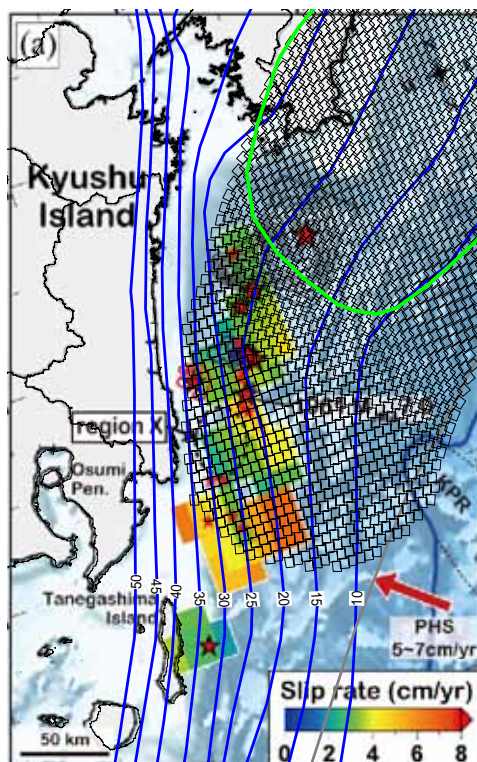 (a)
Kyushu
Island
region X
Osumi
Pen.
KPR
Tanegashima
Island
50
45
40
35
30
25
20
15
10
PHS
5~7cm/yr
Slip rate (cm/yr)
0 2 4 6 8
50 km